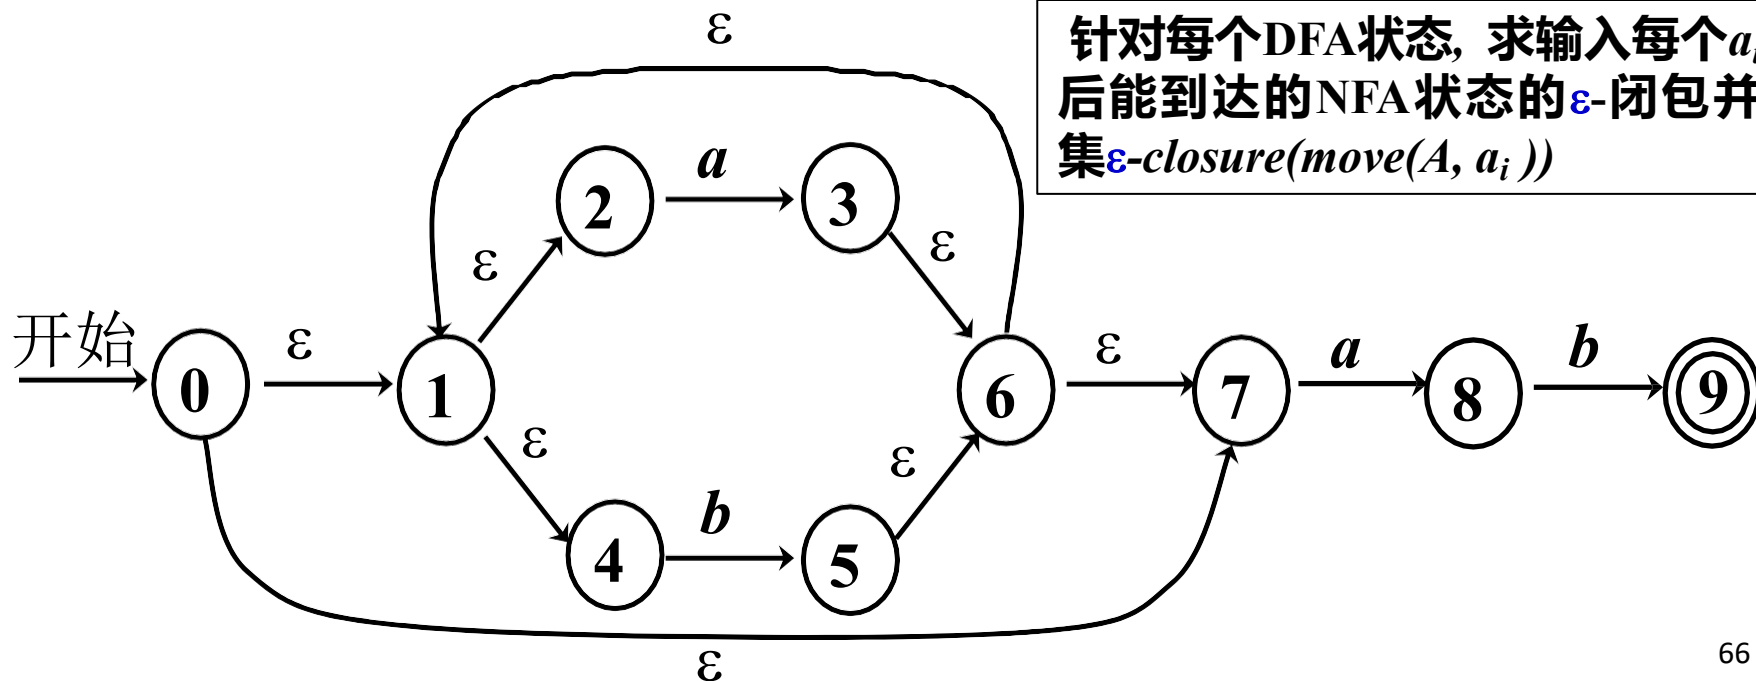 ε
针对每个DFA状态, 求输入每个ai
后能到达的NFA状态的ε-闭包并
集ε-closure(move(A, ai ))
a
2
3
ε
ε
开始
ε
ε
a
b
0
1
6
7
8
9
ε
ε
b
4
5
ε
66